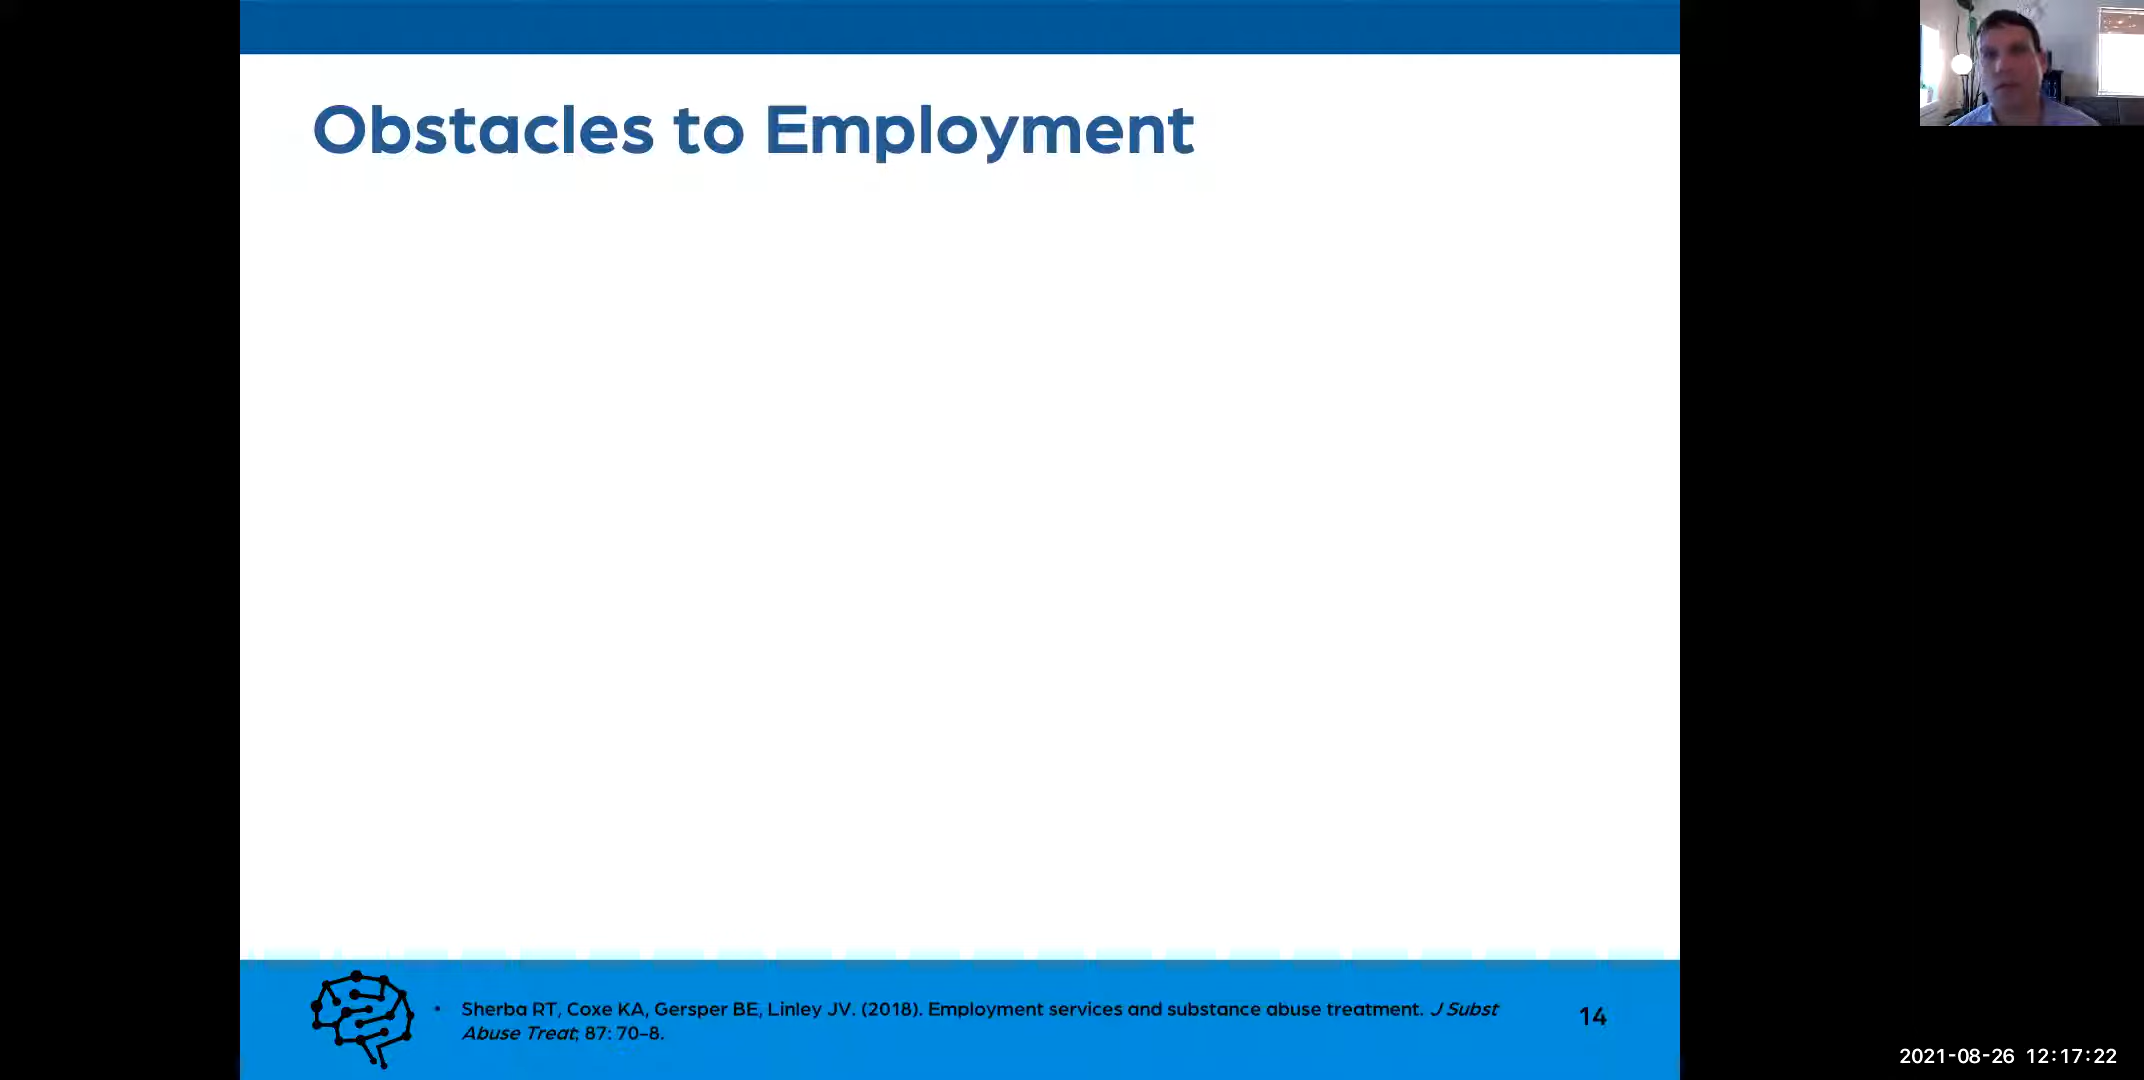 Obstacles to Employment
• Sherba RT, Coxe KA, Gersper BE, Linley JV. (2018). Employment services and substance abuse treatment. J Subst
Abuse Treat; 87: 70-8.
14
2021-08-26 12:17:22